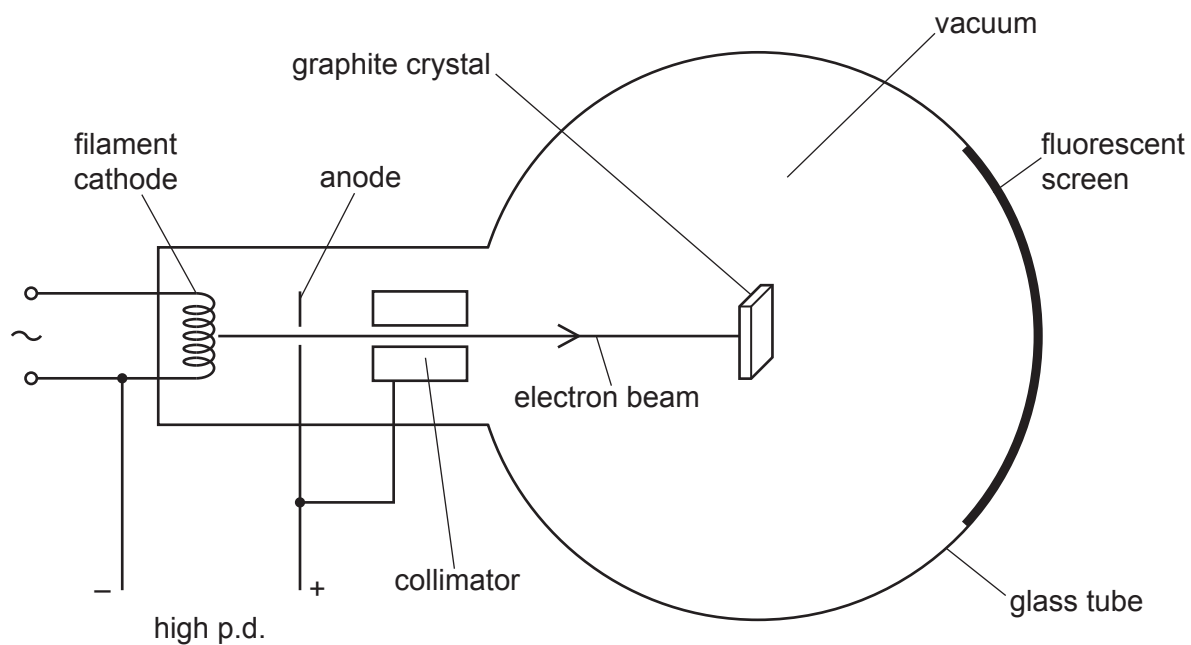 vacuum
graphite crystal
filament
cathode
anode
fluorescent
screen
~
electron beam
–
+
collimator
high p.d.
glass tube